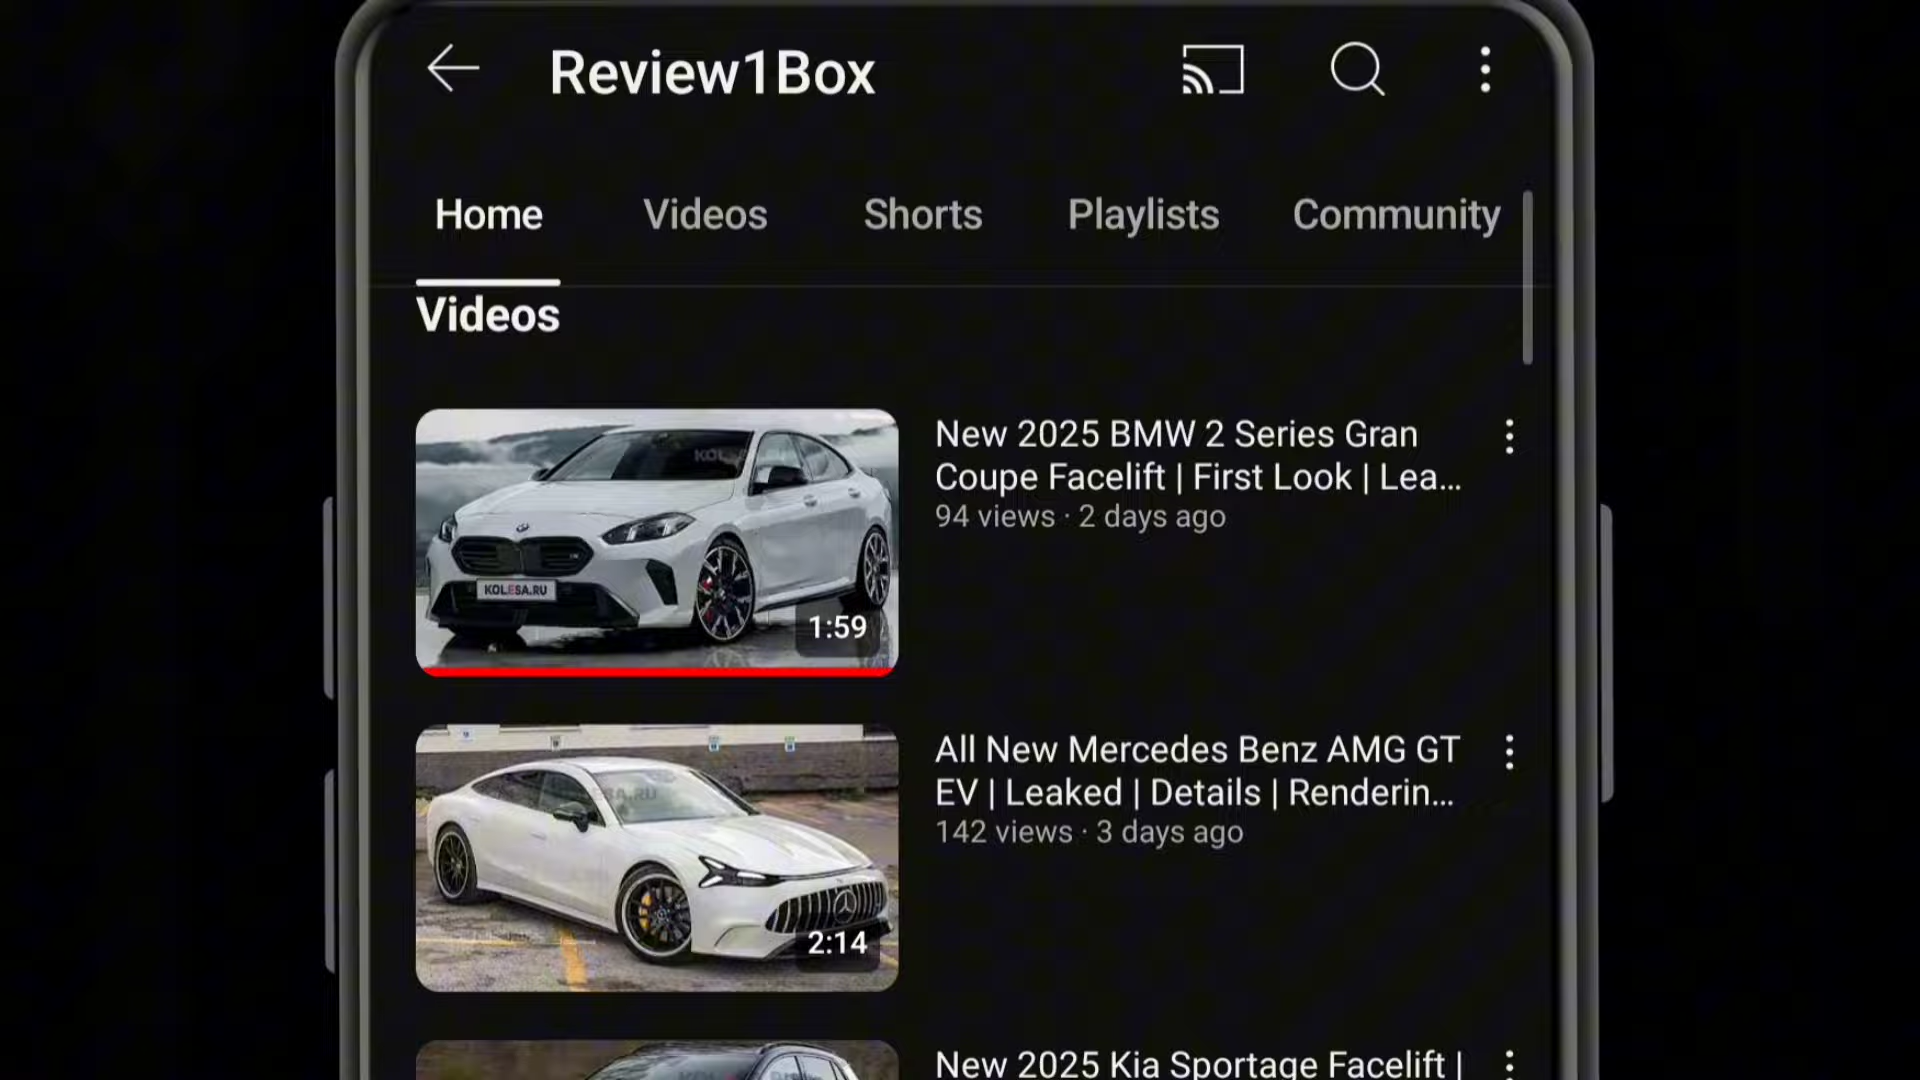 Review1Box
Home Videos Shorts Playlists Community
Videos
New 2025 BMW 2 Series Gran
Coupe Facelift | First Look | Lea...
94 views · 2 days ago
KOLESA.RU
1:59
All New Mercedes Benz AMG GT
EV | Leaked | Details | Renderin...
142 views · 3 days ago
2:14
New 2025 Kia Sportage Facelift |